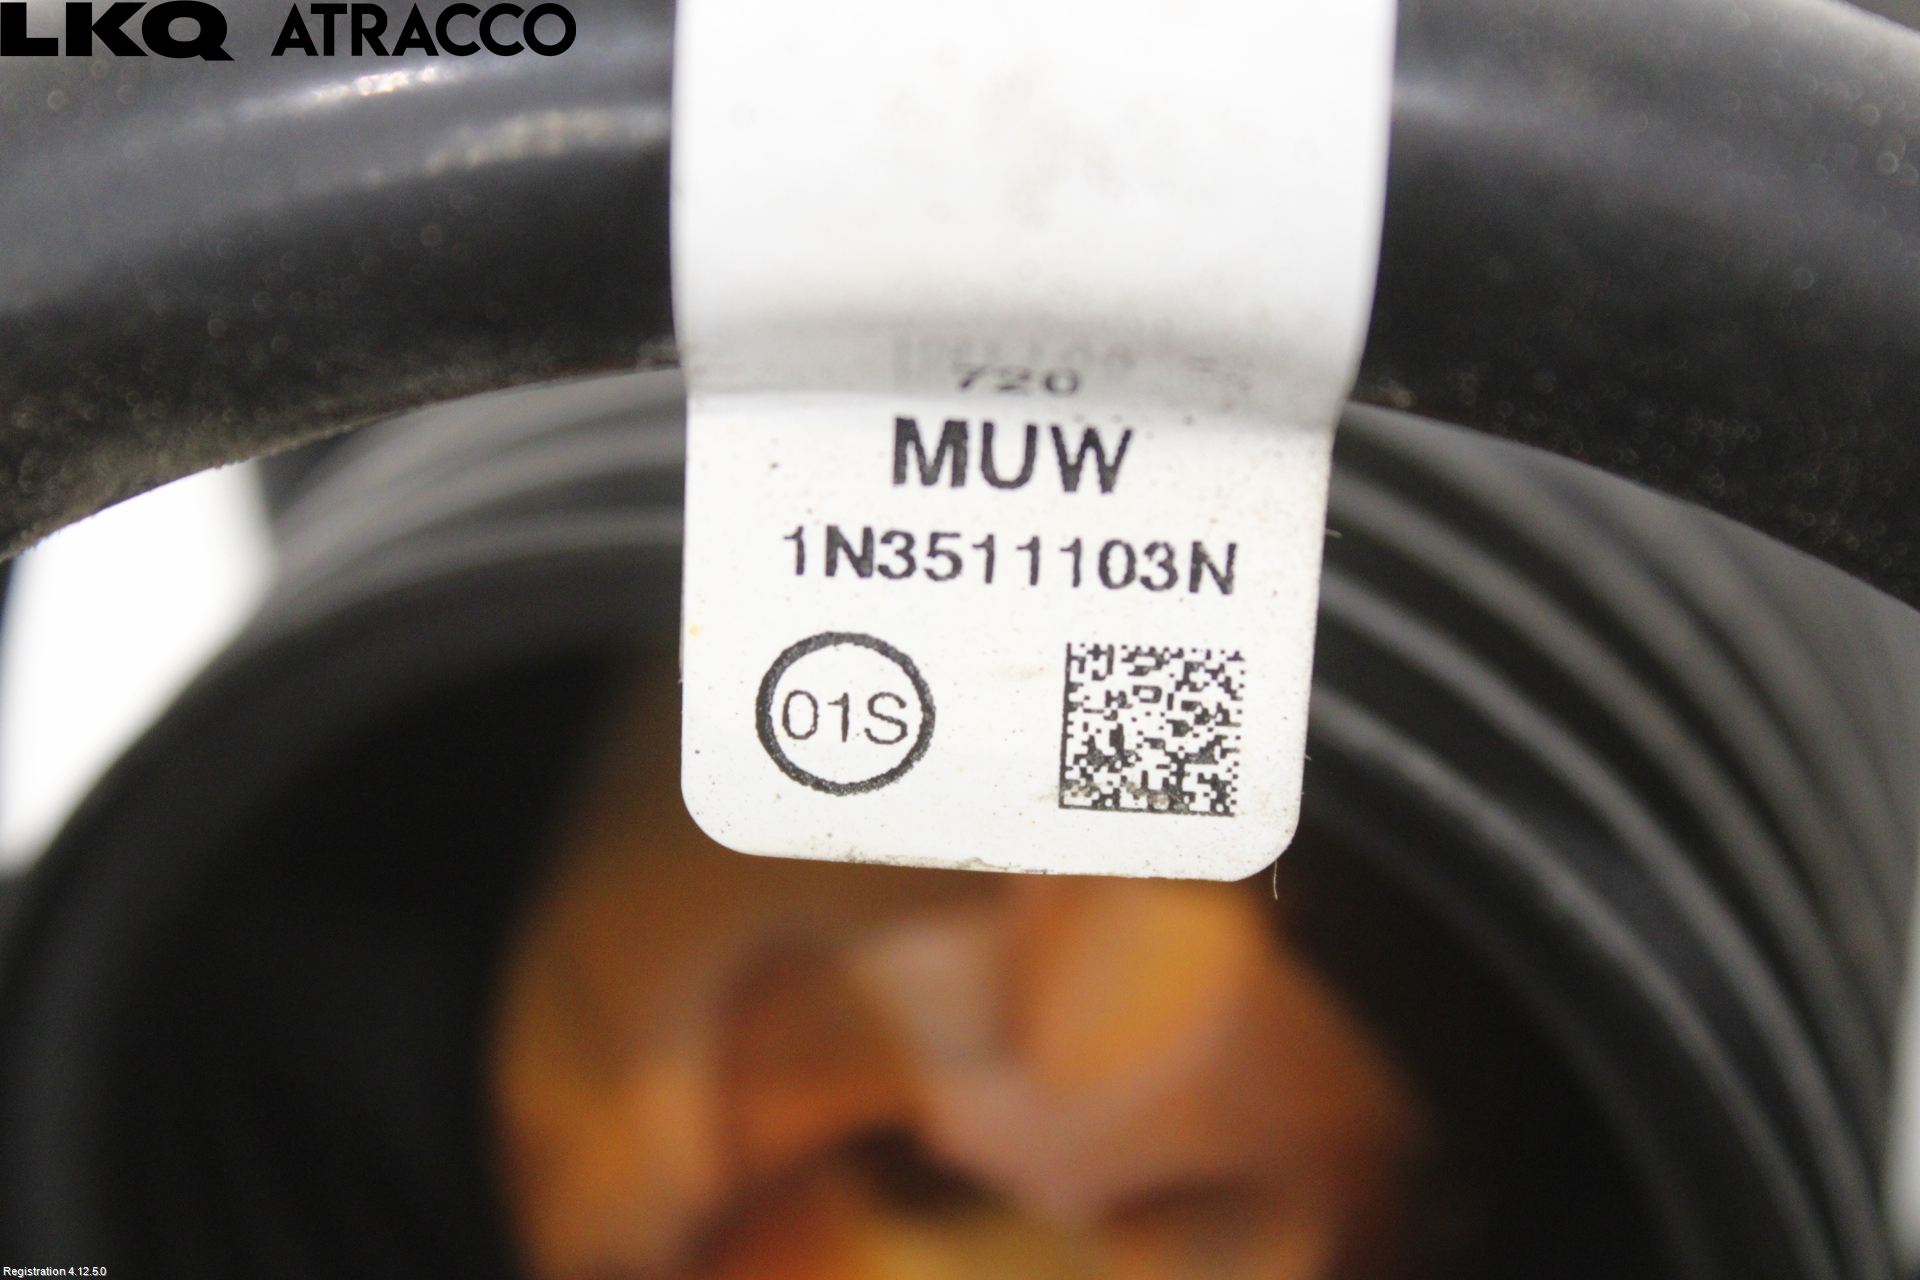 LKQ ATRACCO
720
MUW
1N3511103N
01S
Registration 4.12.5.0